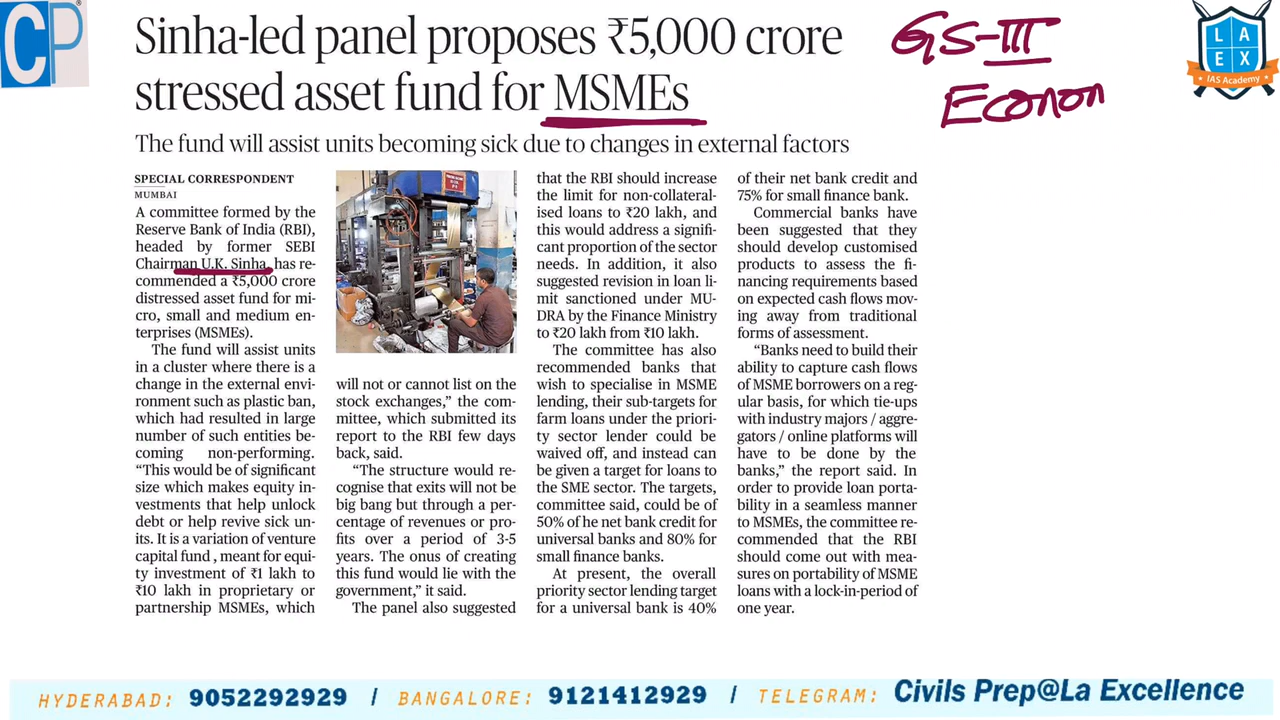 CP
Sinha-led panel proposes ₹5,000 crore
stressed asset fund for MSMEs
GS-III
Econom
L A
E X
IAS Academy
The fund will assist units becoming sick due to changes in external factors
SPECIAL CORRESPONDENT
MUMBAI
A committee formed by the
Reserve Bank of India (RBI),
headed by former SEBI
Chairman U.K. Sinha, has re-
commended a ₹5,000 crore
distressed asset fund for mi-
cro, small and medium en-
terprises (MSMEs).
The fund will assist units
in a cluster where there is a
change in the external envi-
ronment such as plastic ban,
which had resulted in large
number of such entities be-
coming non-performing.
“This would be of significant
size which makes equity in-
vestments that help unlock
debt or help revive sick un-
its. It is a variation of venture
capital fund , meant for equi-
ty investment of ₹1 lakh to
₹10 lakh in proprietary or
partnership MSMEs, which
will not or cannot list on the
stock exchanges,” the com-
mittee, which submitted its
report to the RBI few days
back, said.
“The structure would re-
cognise that exits will not be
big bang but through a per-
centage of revenues or pro-
fits over a period of 3-5
years. The onus of creating
this fund would lie with the
government,” it said.
The panel also suggested
that the RBI should increase
the limit for non-collateral-
ised loans to ₹20 lakh, and
this would address a signifi-
cant proportion of the sector
needs. In addition, it also
suggested revision in loan li-
mit sanctioned under MU-
DRA by the Finance Ministry
to ₹20 lakh from ₹10 lakh.
The committee has also
recommended banks that
wish to specialise in MSME
lending, their sub-targets for
farm loans under the priori-
ty sector lender could be
waived off, and instead can
be given a target for loans to
the SME sector. The targets,
committee said, could be of
50% of he net bank credit for
universal banks and 80% for
small finance banks.
At present, the overall
priority sector lending target
for a universal bank is 40%
of their net bank credit and
75% for small finance bank.
Commercial banks have
been suggested that they
should develop customised
products to assess the fi-
nancing requirements based
on expected cash flows mov-
ing away from traditional
forms of assessment.
“Banks need to build their
ability to capture cash flows
of MSME borrowers on a reg-
ular basis, for which tie-ups
with industry majors / aggre-
gators / online platforms will
have to be done by the
banks,” the report said. In
order to provide loan porta-
bility in a seamless manner
to MSMEs, the committee re-
commended that the RBI
should come out with mea-
sures on portability of MSME
loans with a lock-in-period of
one year.
HYDERABAD: 9052292929 / BANGALORE: 9121412929 / TELEGRAM: Civils Prep@La Excellence